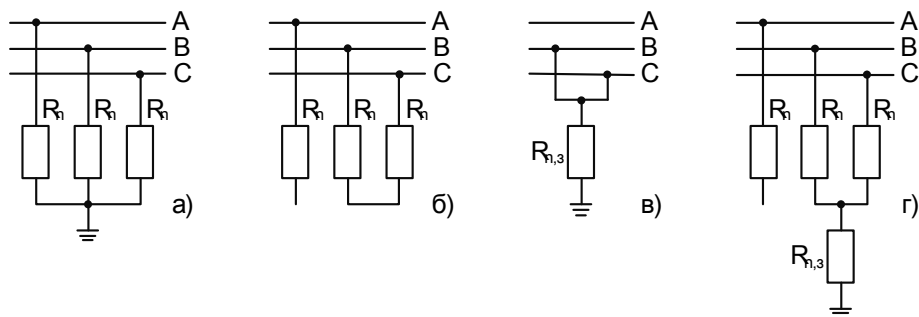 A A A A
B B B B
C C C C
Rп Rп Rп Rп Rп Rп Rп Rп Rп
Rп,з
а) б) в) г)
Rп,з